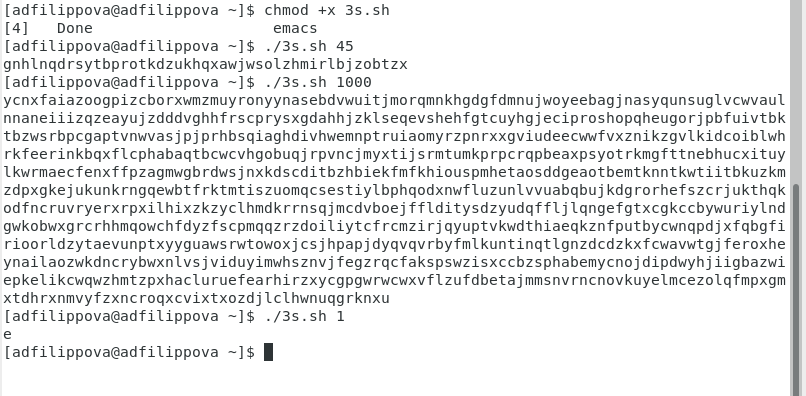 [adfilippova@adfilippova ~]$ chmod +x 3s.sh
[4]   Done                    emacs
[adfilippova@adfilippova ~]$ ./3s.sh 45
gnhlnqdrsytbprotkdzukhqxawjwsolzhmirlbjzobtzx
[adfilippova@adfilippova ~]$ ./3s.sh 1000
ycnxfaiazoogpizcborxwmzmuyronyynasebdvwuitjmorqmnkhgdgfdmnujwoyeebagjnasyqunsuglvcwvaul
nnaneiiizqzeayujzdddvghhfrscprysxgdahhjzklseqevshehfgtcuyhgjeciproshopqheugorjpbfuivtbk
tbzwsrbpcgaptvnwvasjpjprhbsqiaghdivhwemnptruiaomyrzpnrxxgviudeecwwfvxznikzgvlkidcoiblwh
rkfeerinkbqxflcphabaqtbcwcvhgobuqjrpvncjmyxtijsrmtumkprpcrqpbeaxpsyotrkmgfttnebhucxituy
lkwrmaecfenxffpzagmwgbrdwsjnxkdscditbzhbiekfmfkhiouspmhetaosddgeaotbemtknntkwtiitbkuzkm
zdpxgkejukunkrngqewbtfrktmtiszuomqcsestiylbphqodxnwfluzunlvvuabqbujkdgrorhefszcrjukthqk
odfncruvryerxrpxilhixzkzyclhmdkrrnsqjmcdvboejfflditysdzyudqffljlqngefgtxcgkccbywuriylnd
gwkobwxgrcrhhmqowchfdyzfscpmqqzrzdoiliytcfrcmzirjqyuptvkwdthiaeqkznfputbycwnqpdjxfqbgfi
rioorldzytaevunptxyyguawsrwtowoxjcsjhpapjdyqvqvrbyfmlkuntinqtlgnzdcdzkxfcwavwtgjferoxhe
ynailaozwkdncrybwxnlvsjviduyimwhsznvjfegzrqcfakspswzisxccbzsphabemycnojdipdwyhjiigbazwi
epkelikcwqwzhmtzpxhacluruefearhirzxycgpgwrwcwxvflzufdbetajmmsnvrncnovkuyelmcezolqfmpxgm
xtdhrxnmvyfzxncroqxcvixtxozdjlclhwnuqgrknxu
[adfilippova@adfilippova ~]$ ./3s.sh 1
e
[adfilippova@adfilippova ~]$